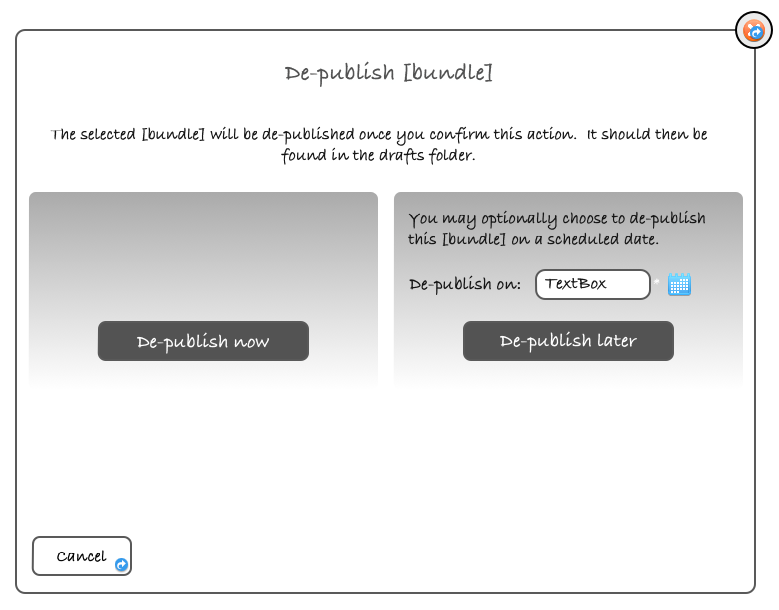 De-publish [bundle]
The selected [bundle] will be de-published once you confirm this action.  It should then be
found in the drafts folder.
You may optionally choose to de-publish
this [bundle] on a scheduled date.
De-publish on: TextBox *
De-publish now
De-publish later
Cancel